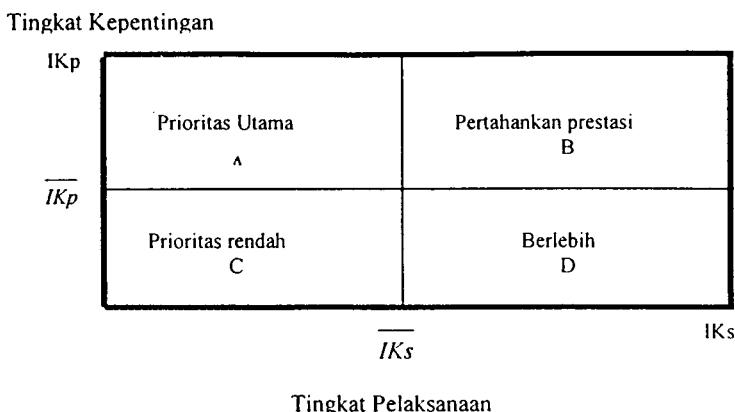 Tingkat Kepentingan
IKp
Prioritas Utama
A
Pertahankan prestasi
B
IKp
Prioritas rendah
C
Berlebih
D
IKs
IKs
Tingkat Pelaksanaan